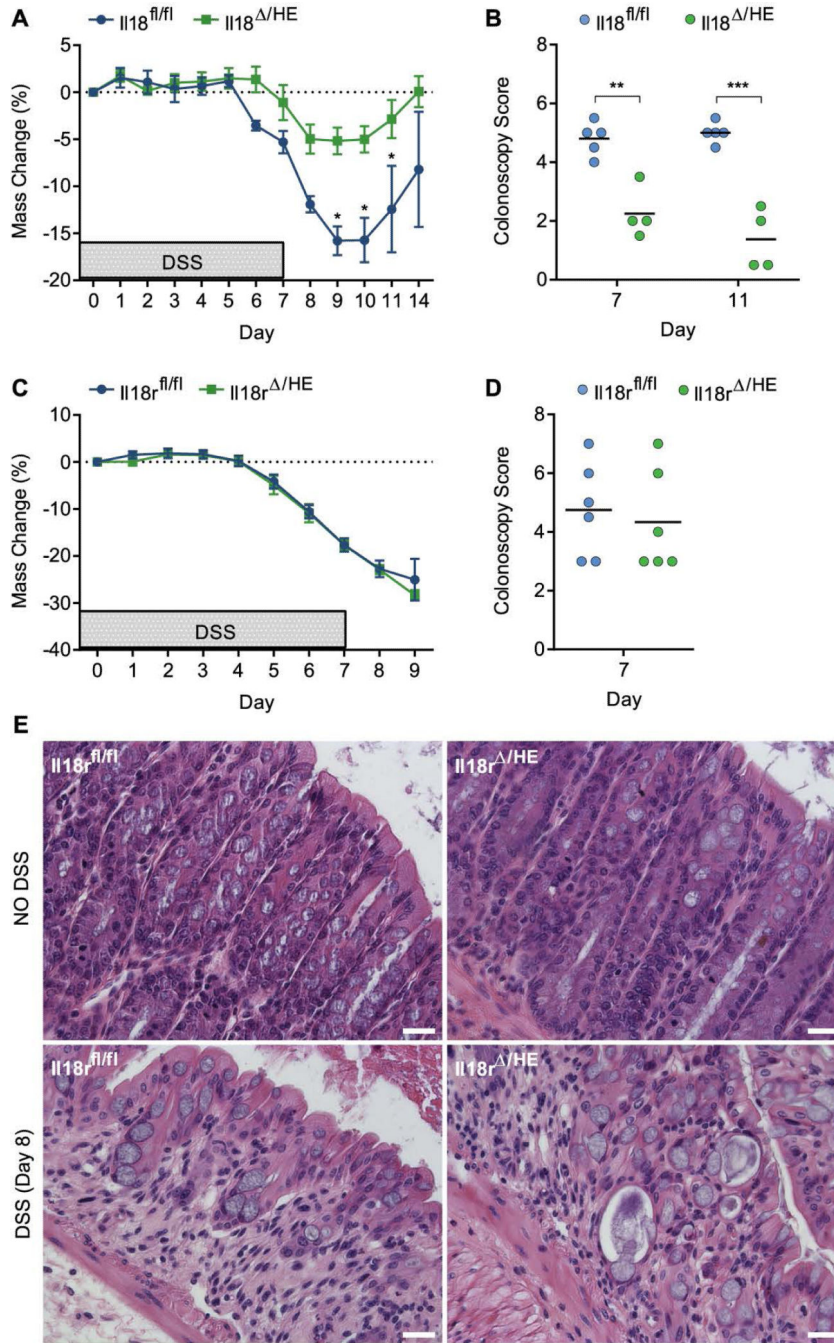 A
Il18fl/fl
Il18Δ/HE
Mass Change (%)
5
0
-5
-10
-15
-20
*
*
*
DSS
0 1 2 3 4 5 6 7 8 9 10 11 14
Day
B
Il18fl/fl
Il18Δ/HE
Colonoscopy Score
8
6
4
2
0
**
***
7 11
Day
C
Il18rfl/fl
Il18rΔ/HE
Mass Change (%)
10
0
-10
-20
-30
-40
DSS
0 1 2 3 4 5 6 7 8 9
Day
D
Il18rfl/fl
Il18rΔ/HE
Colonoscopy Score
8
6
4
2
0
7
Day
E
NO DSS
Il18rfl/fl
Il18rΔ/HE
DSS (Day 8)
Il18rfl/fl
Il18rΔ/HE